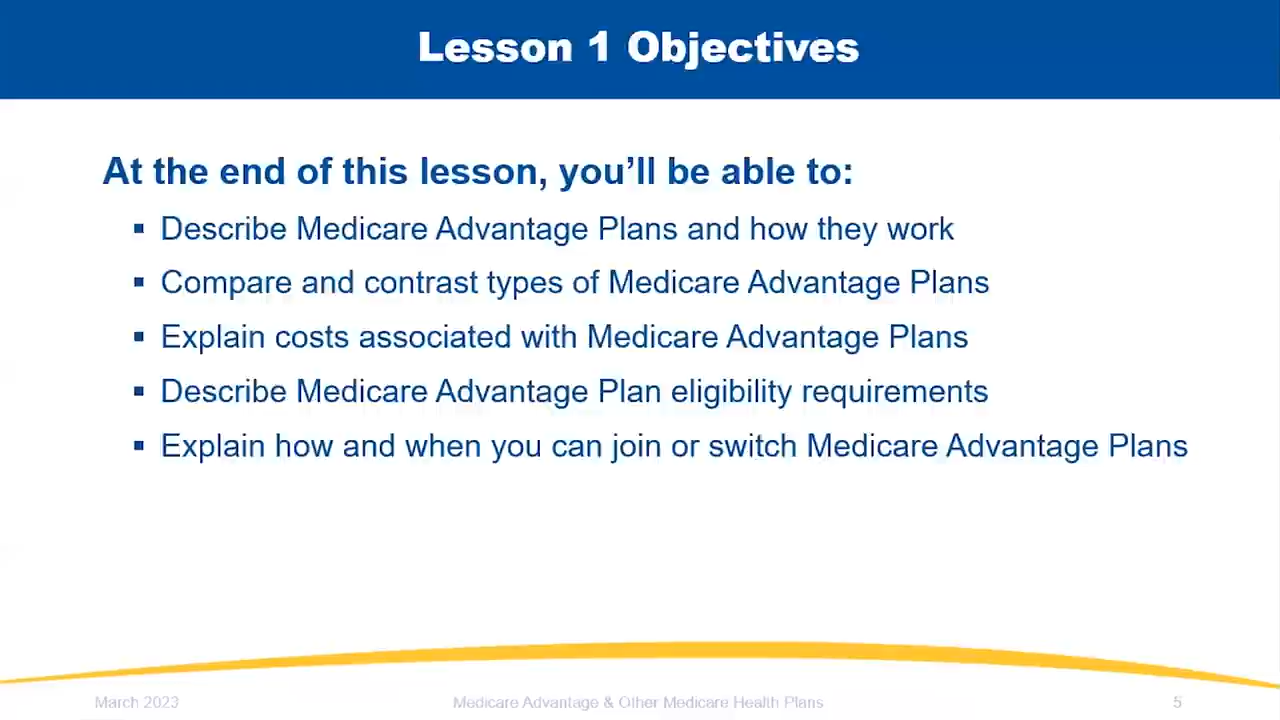 Lesson 1 Objectives
At the end of this lesson, you’ll be able to:
▪ Describe Medicare Advantage Plans and how they work
▪ Compare and contrast types of Medicare Advantage Plans
▪ Explain costs associated with Medicare Advantage Plans
▪ Describe Medicare Advantage Plan eligibility requirements
▪ Explain how and when you can join or switch Medicare Advantage Plans
March 2023
Medicare Advantage & Other Medicare Health Plans
5